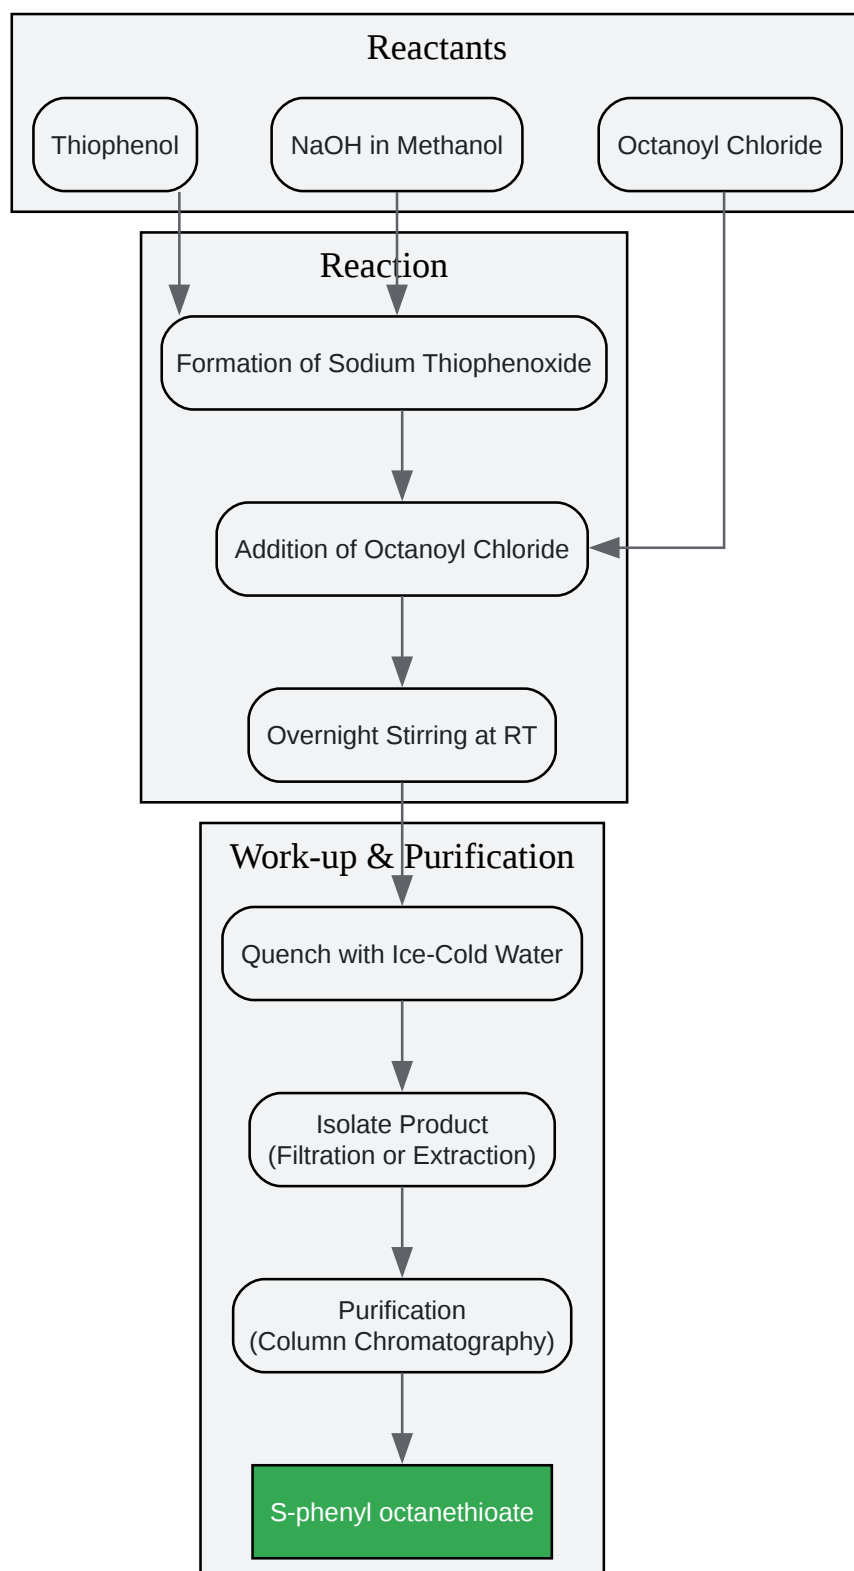 Reactants
Thiophenol
NaOH in Methanol
Octanoyl Chloride
Reaction
Formation of Sodium Thiophenoxide
Addition of Octanoyl Chloride
Overnight Stirring at RT
Work-up & Purification
Quench with Ice-Cold Water
Isolate Product
(Filtration or Extraction)
Purification
(Column Chromatography)
S-phenyl octanethioate